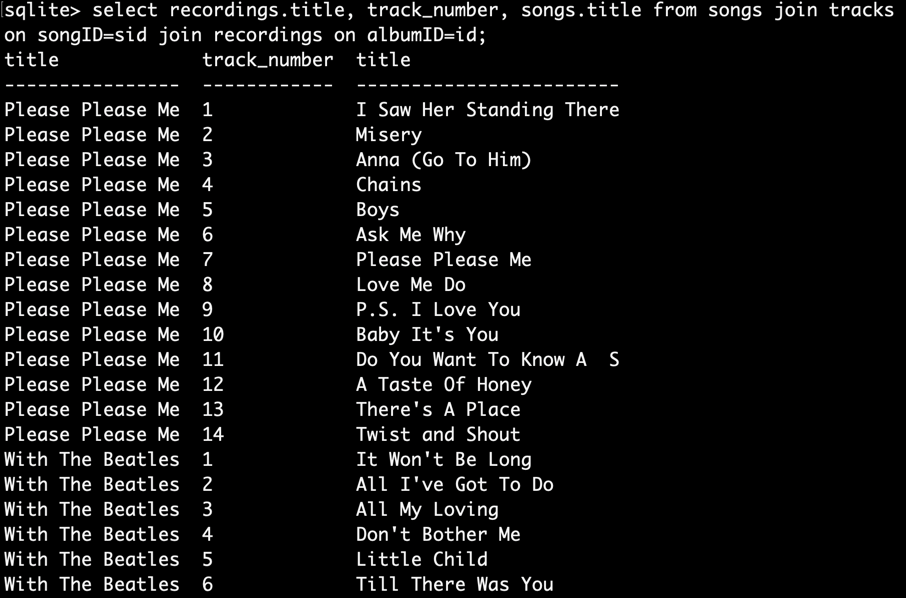 sqlite> select recordings.title, track_number, songs.title from songs join tracks
on songID=sid join recordings on albumID=id;
title             track_number  title
----------------  ------------  ------------------------
Please Please Me  1             I Saw Her Standing There
Please Please Me  2             Misery
Please Please Me  3             Anna (Go To Him)
Please Please Me  4             Chains
Please Please Me  5             Boys
Please Please Me  6             Ask Me Why
Please Please Me  7             Please Please Me
Please Please Me  8             Love Me Do
Please Please Me  9             P.S. I Love You
Please Please Me  10            Baby It's You
Please Please Me  11            Do You Want To Know A  S
Please Please Me  12            A Taste Of Honey
Please Please Me  13            There's A Place
Please Please Me  14            Twist and Shout
With The Beatles  1             It Won't Be Long
With The Beatles  2             All I've Got To Do
With The Beatles  3             All My Loving
With The Beatles  4             Don't Bother Me
With The Beatles  5             Little Child
With The Beatles  6             Till There Was You